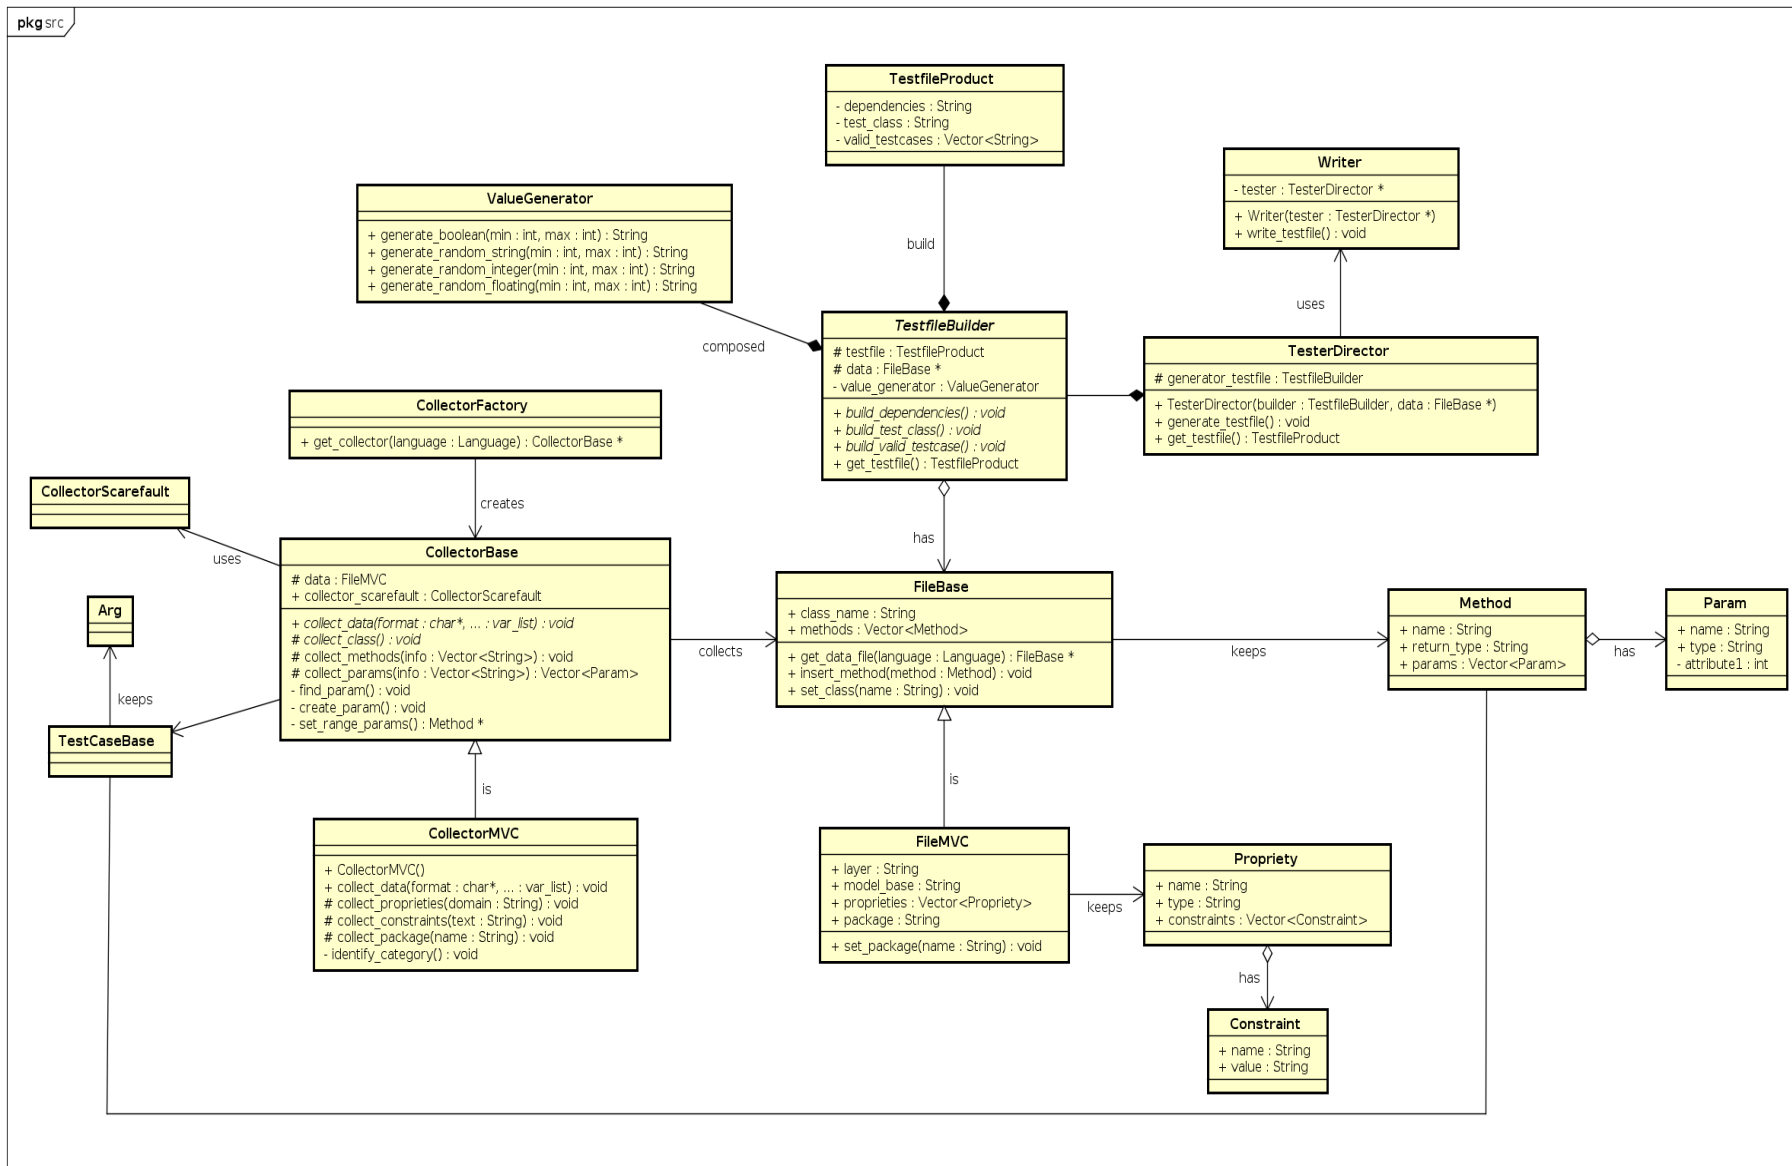 pkg src
TestfileProduct
- dependencies : String
- test_class : String
- valid_testcases : Vector<String>
Writer
- tester : TesterDirector *
+ Writer(tester : TesterDirector *)
+ write_testfile() : void
ValueGenerator
+ generate_boolean(min : int, max : int) : String
+ generate_random_string(min : int, max : int) : String
+ generate_random_integer(min : int, max : int) : String
+ generate_random_floating(min : int, max : int) : String
build
uses
composed
TestfileBuilder
# testfile : TestfileProduct
# data : FileBase *
- value_generator : ValueGenerator
+ build_dependencies() : void
+ build_test_class() : void
+ build_valid_testcase() : void
+ get_testfile() : TestfileProduct
TesterDirector
# generator_testfile : TestfileBuilder
+ TesterDirector(builder : TestfileBuilder, data : FileBase *)
+ generate_testfile() : void
+ get_testfile() : TestfileProduct
CollectorFactory
+ get_collector(language : Language) : CollectorBase *
CollectorScarefault
creates
uses
has
CollectorBase
# data : FileMVC
+ collector_scarefault : CollectorScarefault
+ collect_data(format : char*, ... : var_list) : void
# collect_class() : void
# collect_methods(info : Vector<String>) : void
# collect_params(info : Vector<String>) : Vector<Param>
- find_param() : void
- create_param() : void
- set_range_params() : Method *
Arg
keeps
TestCaseBase
collects
FileBase
+ class_name : String
+ methods : Vector<Method>
+ get_data_file(language : Language) : FileBase *
+ insert_method(method : Method) : void
+ set_class(name : String) : void
keeps
Method
+ name : String
+ return_type : String
+ params : Vector<Param>
has
Param
+ name : String
+ type : String
- attribute1 : int
is
is
CollectorMVC
+ CollectorMVC()
+ collect_data(format : char*, ... : var_list) : void
# collect_proprieties(domain : String) : void
# collect_constraints(text : String) : void
# collect_package(name : String) : void
- identify_category() : void
FileMVC
+ layer : String
+ model_base : String
+ proprieties : Vector<Propriety>
+ package : String
+ set_package(name : String) : void
keeps
Propriety
+ name : String
+ type : String
+ constraints : Vector<Constraint>
has
Constraint
+ name : String
+ value : String